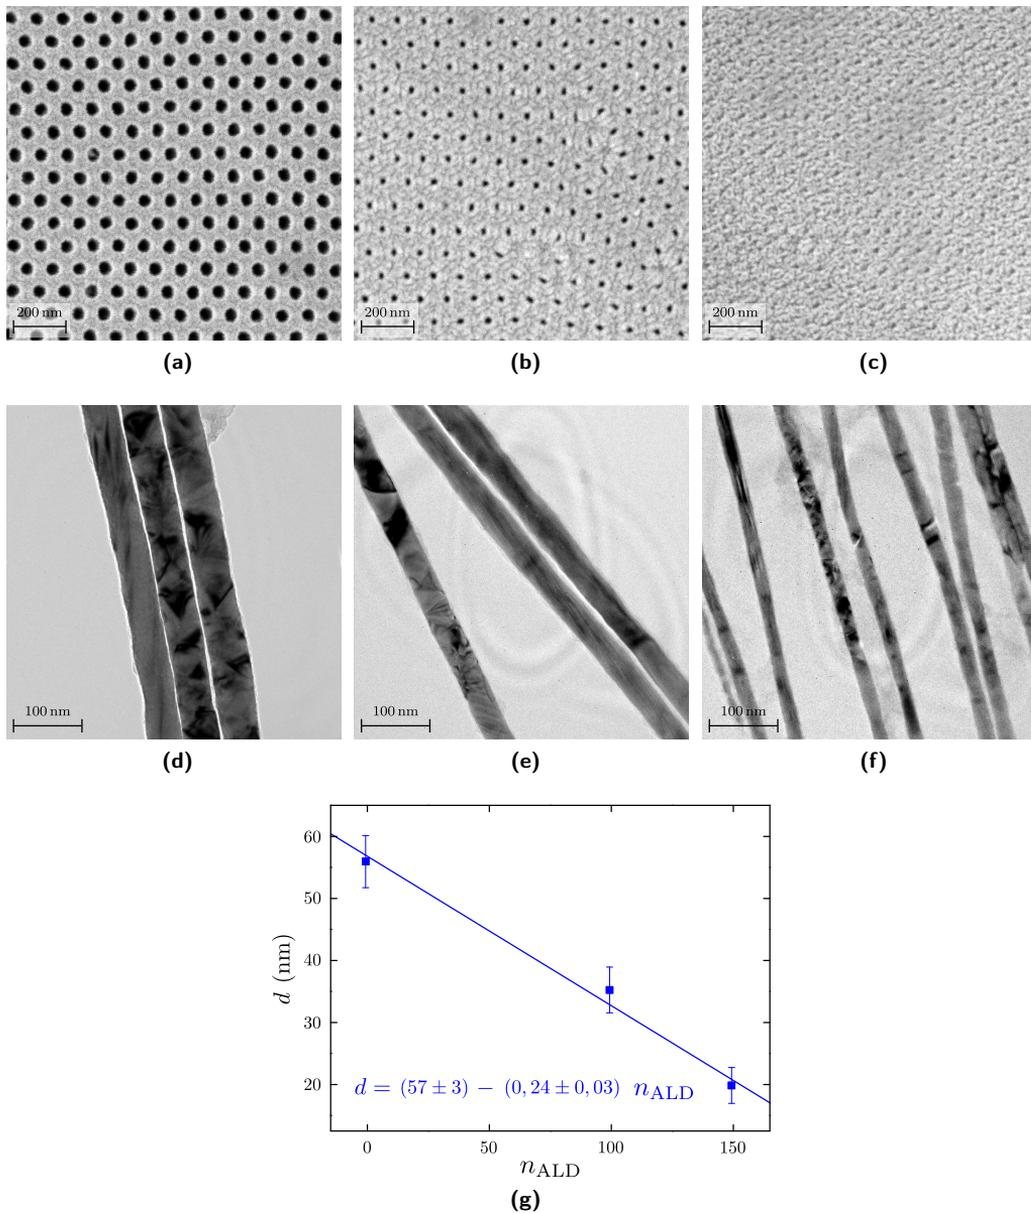 200 nm 200 nm 200 nm
(a) (b) (c)
100 nm 100 nm 100 nm
(d) (e) (f)
60
50
40
30
20
d (nm)
d = (57 ± 3) − (0, 24 ± 0, 03) n_ALD
0 50 100 150
n_ALD
(g)